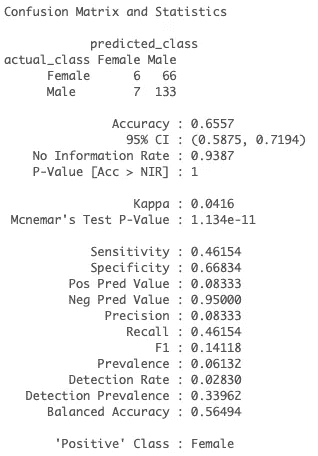 Confusion Matrix and Statistics
predicted_class
actual_class Female Male
Female 6 66
Male 7 133
Accuracy : 0.6557
95% CI : (0.5875, 0.7194)
No Information Rate : 0.9387
P-Value [Acc > NIR] : 1
Kappa : 0.0416
Mcnemar's Test P-Value : 1.134e-11
Sensitivity : 0.46154
Specificity : 0.66834
Pos Pred Value : 0.08333
Neg Pred Value : 0.95000
Precision : 0.08333
Recall : 0.46154
F1 : 0.14118
Prevalence : 0.06132
Detection Rate : 0.02830
Detection Prevalence : 0.33962
Balanced Accuracy : 0.56494
'Positive' Class : Female